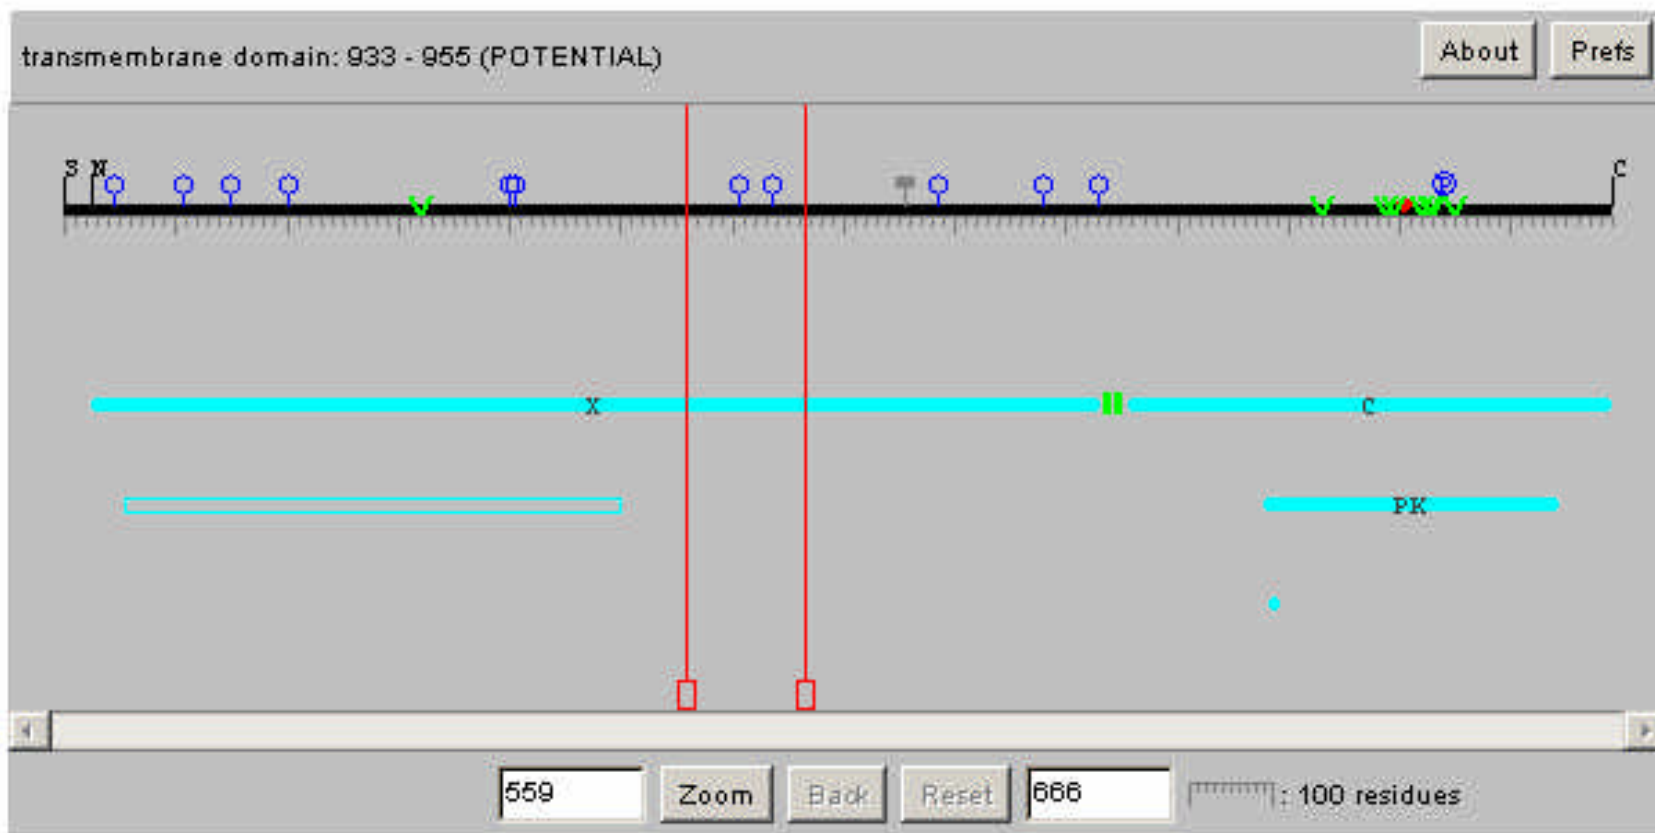 transmembrane domain: 933 - 955 (POTENTIAL)
About Prefs
S N C
P
X C
PK
559 Zoom Back Reset 666 : 100 residues